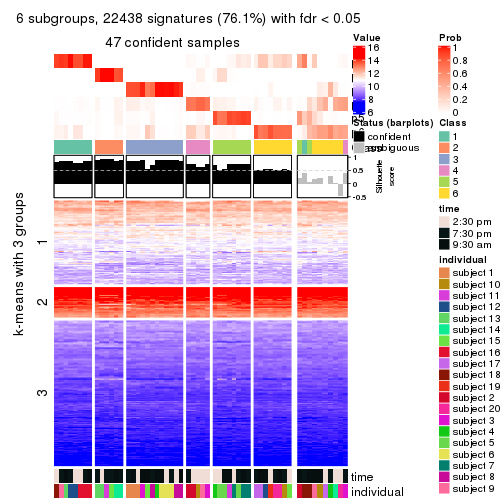 6 subgroups, 22438 signatures (76.1%) with fdr < 0.05
47 confident samples
k-means with 3 groups
1
2
3
1
0.5
0
-0.5
Silhouette
score
time
individual
Value
16
14
12
10
8
6
Status (barplots)
confident
ambiguous
Prob
1
0.8
0.6
0.4
0.2
0
Class
1
2
3
4
5
6
time
2:30 pm
7:30 pm
9:30 am
individual
subject 1
subject 10
subject 11
subject 12
subject 13
subject 14
subject 15
subject 16
subject 17
subject 18
subject 19
subject 2
subject 20
subject 3
subject 4
subject 5
subject 6
subject 7
subject 8
subject 9